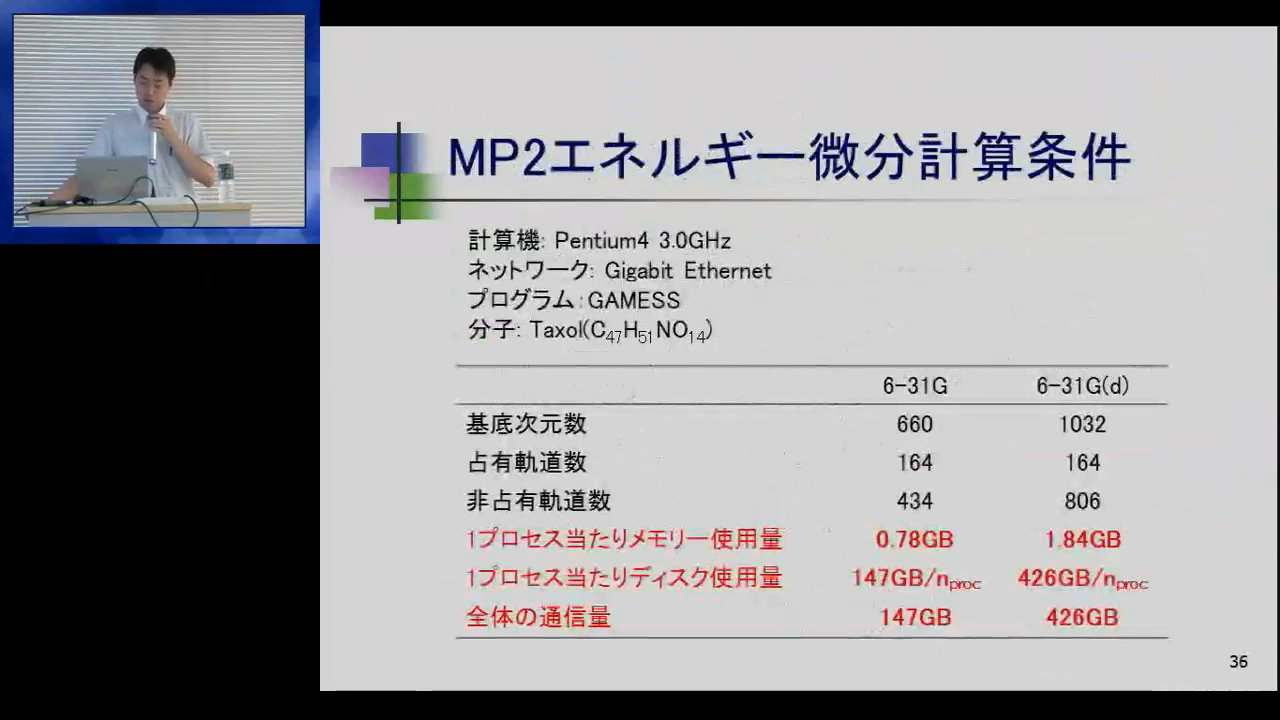 MP2エネルギー微分計算条件
計算機: Pentium4 3.0GHz
ネットワーク: Gigabit Ethernet
プログラム:GAMESS
分子: Taxol(C47H51NO14)
6-31G 6-31G(d)
基底次元数 660 1032
占有軌道数 164 164
非占有軌道数 434 806
1プロセス当たりメモリー使用量 0.78GB 1.84GB
1プロセス当たりディスク使用量 147GB/nproc 426GB/nproc
全体の通信量 147GB 426GB
36